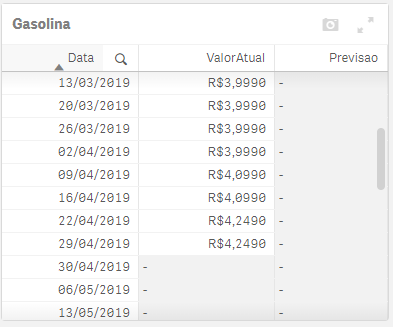 Gasolina
Data ValorAtual Previsao
13/03/2019 R$3,9990 -
20/03/2019 R$3,9990 -
26/03/2019 R$3,9990 -
02/04/2019 R$3,9990 -
09/04/2019 R$4,0990 -
16/04/2019 R$4,0990 -
22/04/2019 R$4,2490 -
29/04/2019 R$4,2490 -
30/04/2019 - -
06/05/2019 - -
13/05/2019 - -